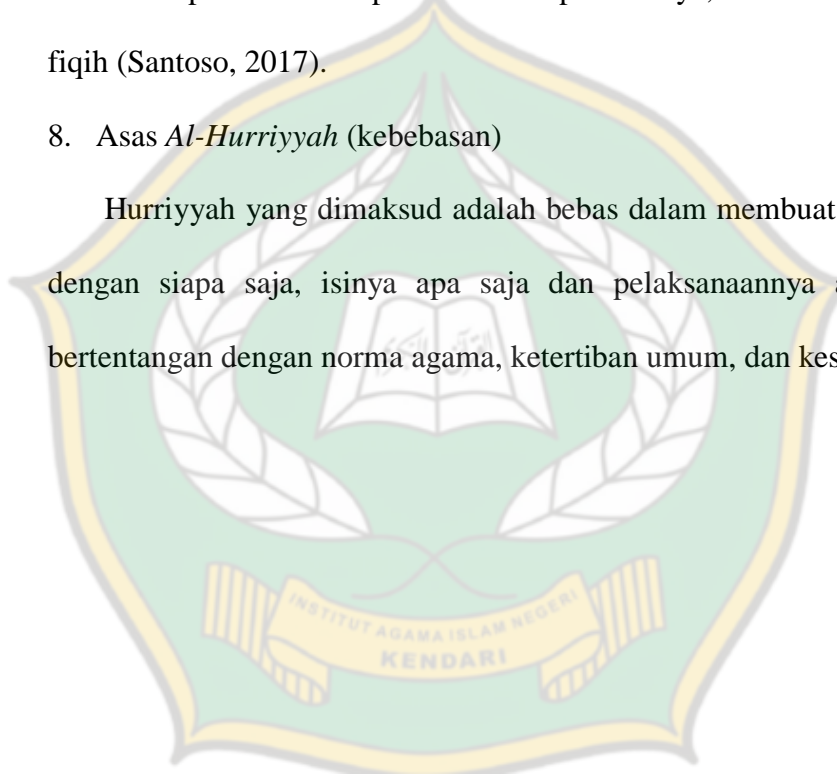 fiqih (Santoso, 2017).
8. Asas Al-Hurriyyah (kebebasan)
Hurriyyah yang dimaksud adalah bebas dalam membuat
dengan siapa saja, isinya apa saja dan pelaksanaannya
bertentangan dengan norma agama, ketertiban umum, dan
INSTITUT AGAMA ISLAM NEGERI
KENDARI